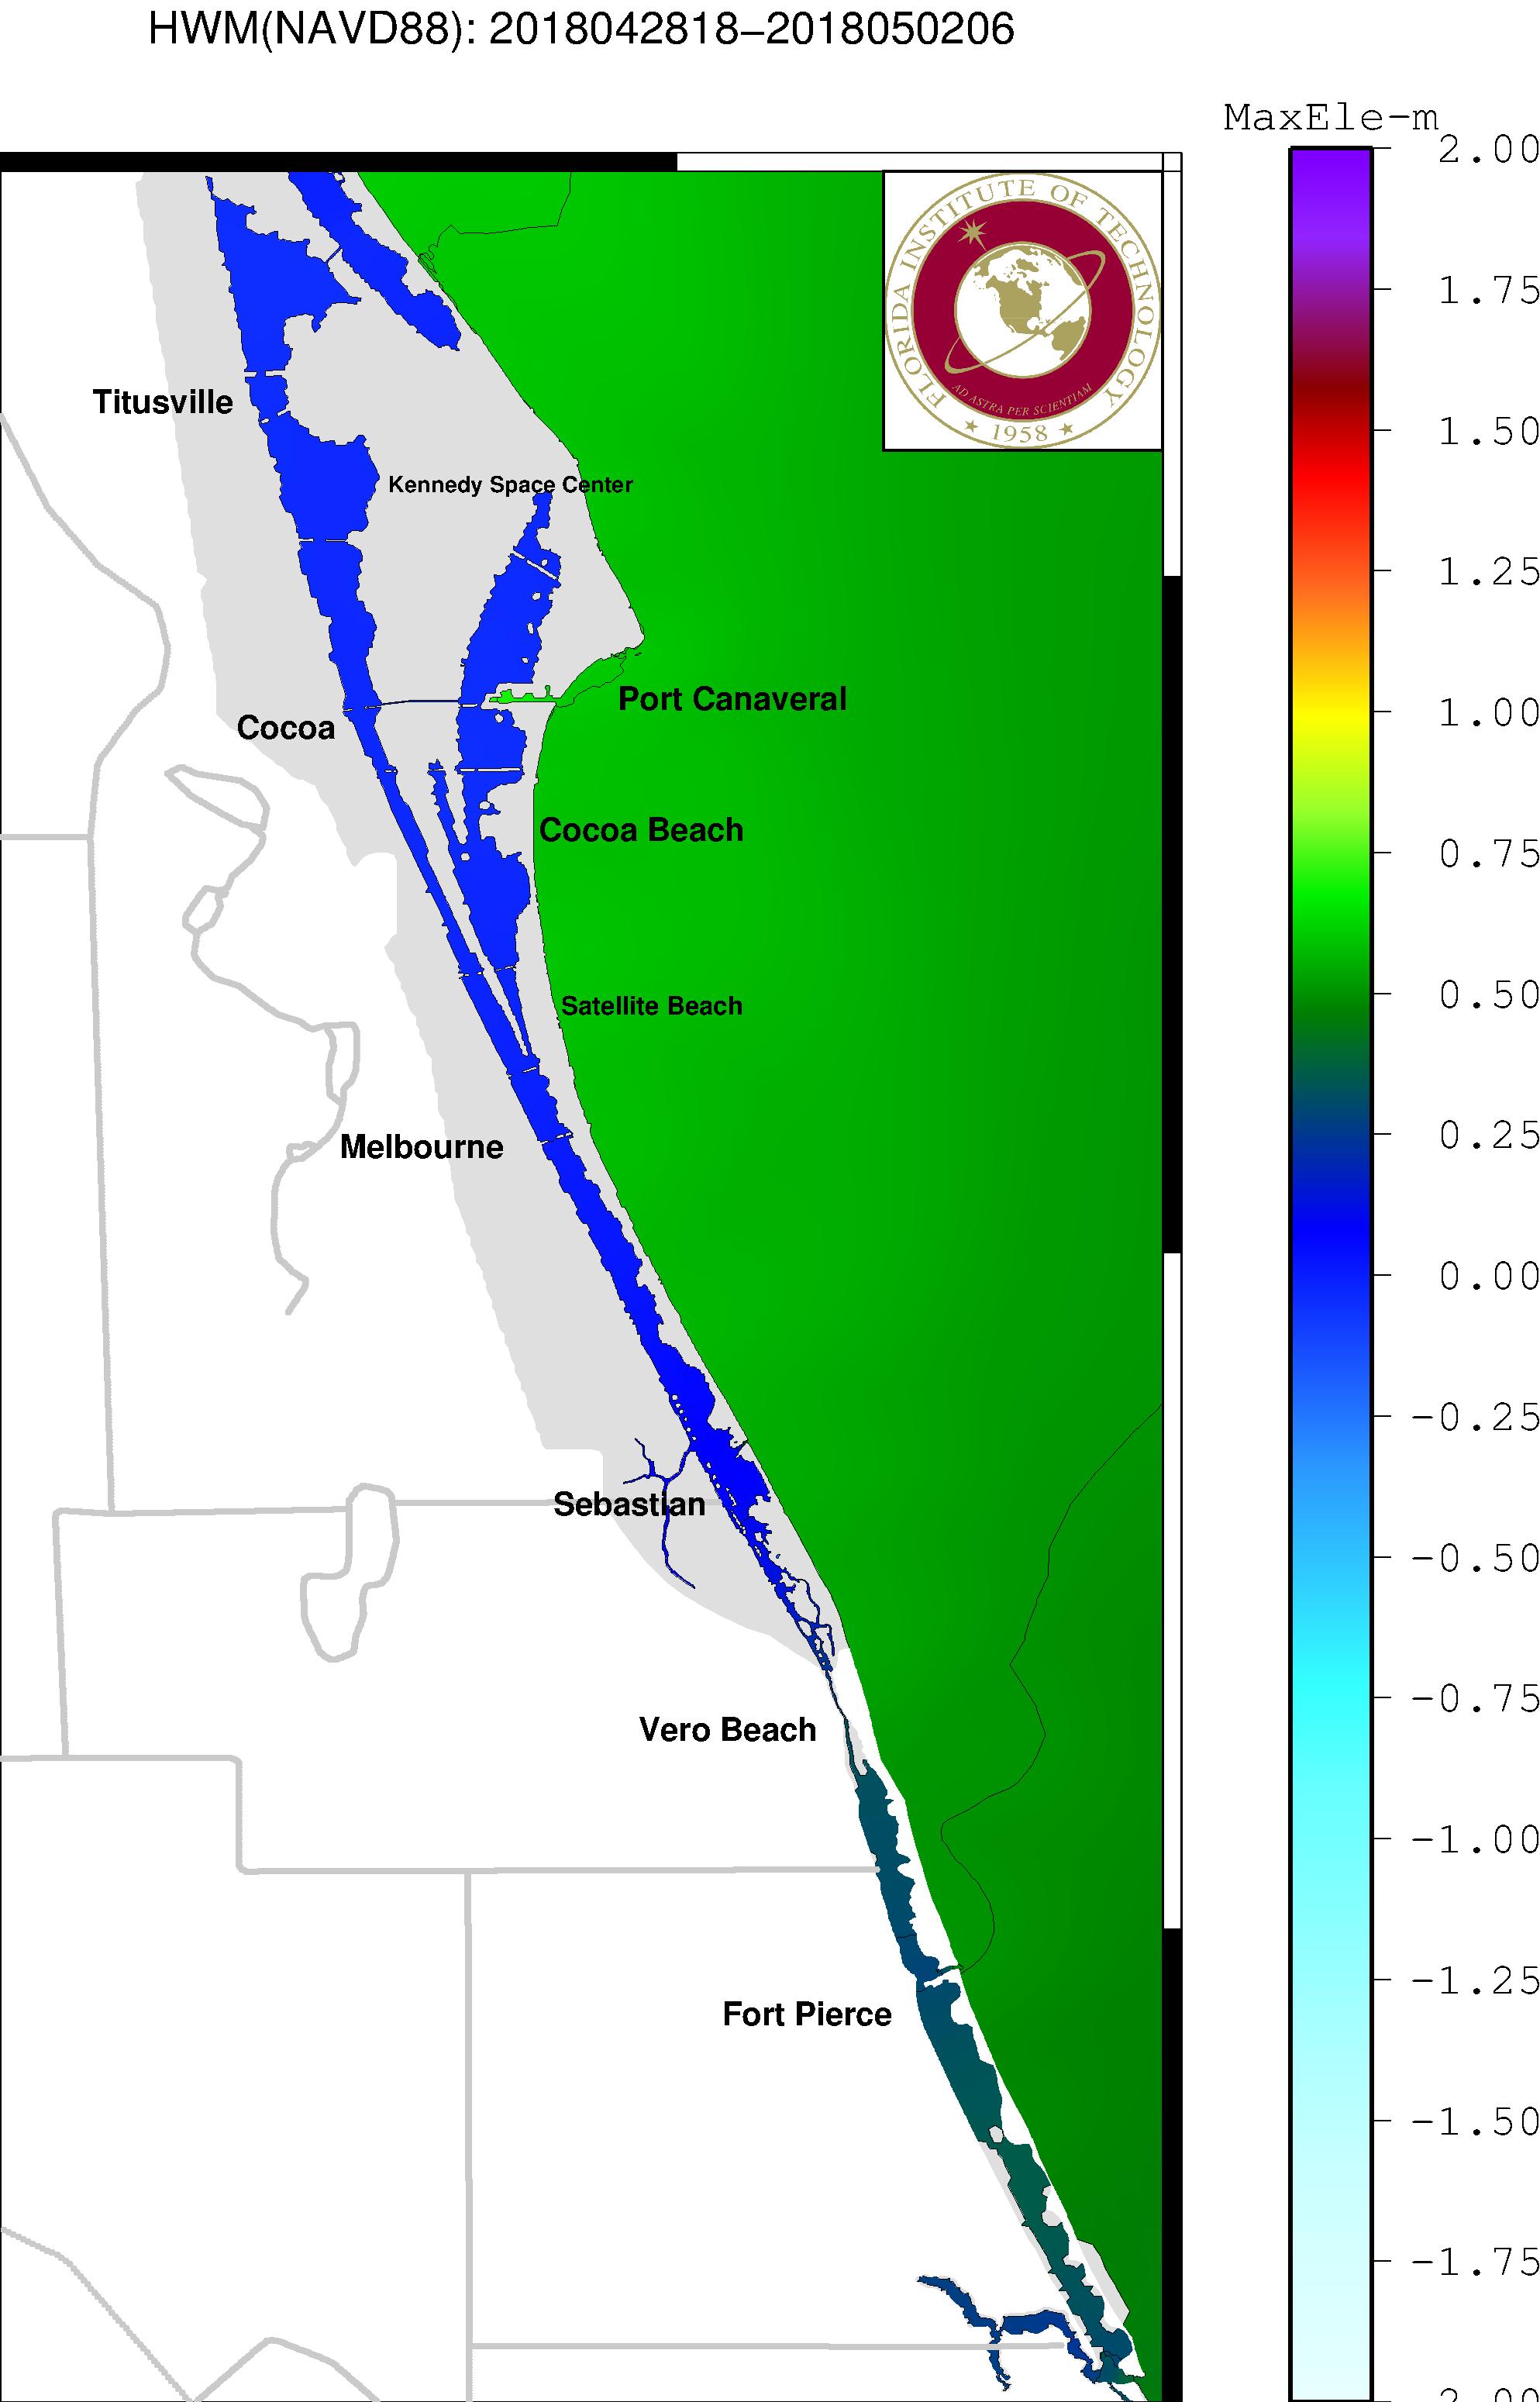 HWM(NAVD88): 2018042818–2018050206
MaxEle-m
2.00
1.75
1.50
1.25
1.00
0.75
0.50
0.25
0.00
-0.25
-0.50
-0.75
-1.00
-1.25
-1.50
-1.75
-2.00
FLORIDA INSTITUTE OF TECHNOLOGY
AD ASTRA PER SCIENTIAM
★ 1958 ★
Titusville
Kennedy Space Center
Port Canaveral
Cocoa
Cocoa Beach
Satellite Beach
Melbourne
Sebastian
Vero Beach
Fort Pierce